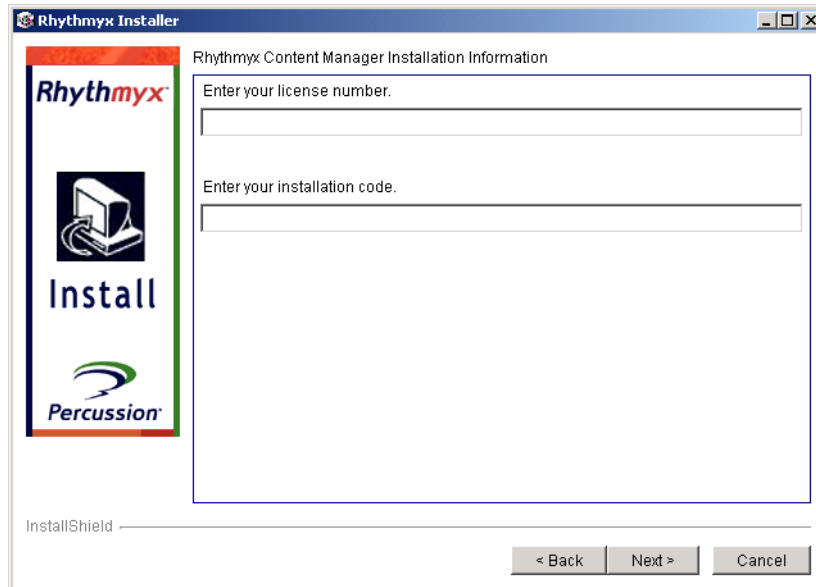 Rhythmyx Installer
Rhythmyx Content Manager Installation Information
Rhythmyx
Enter your license number.
Enter your installation code.
Install
Percussion
InstallShield
< Back
Next >
Cancel